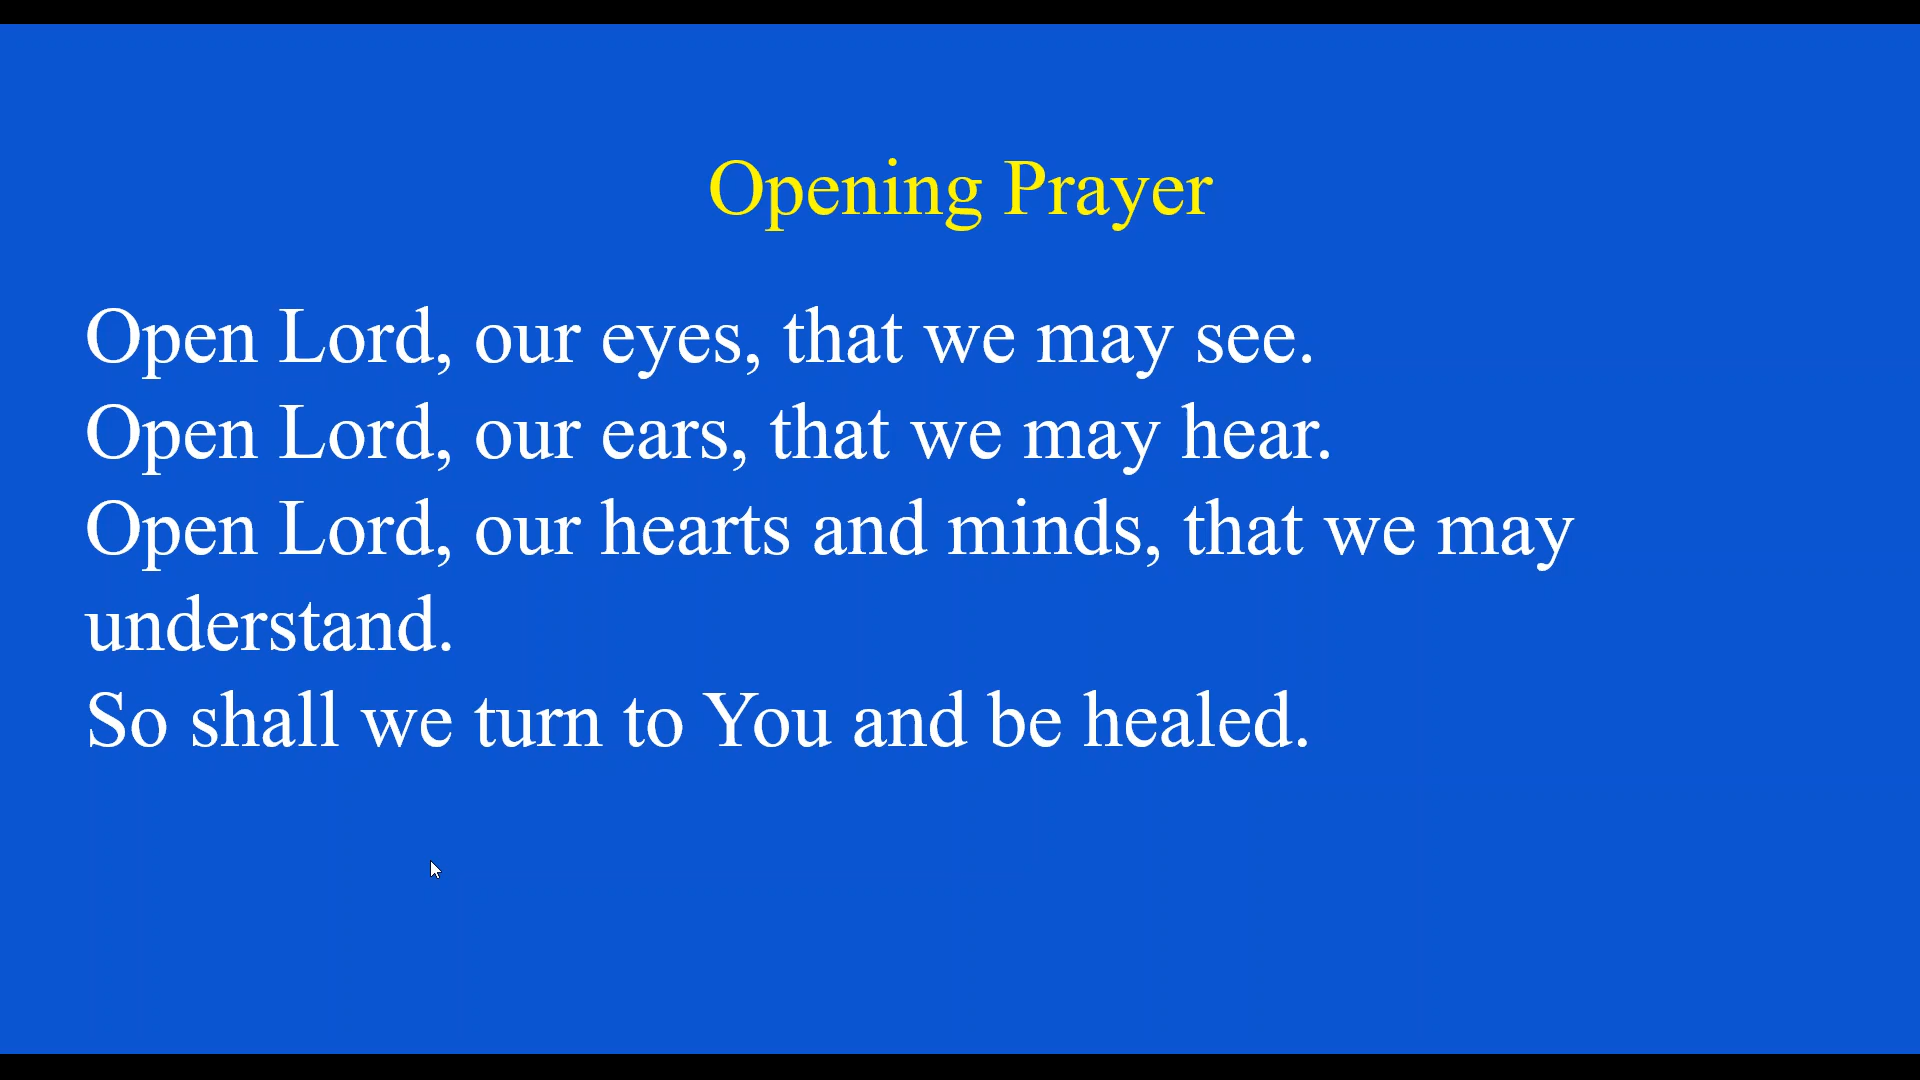 Opening Prayer
Open Lord, our eyes, that we may see.
Open Lord, our ears, that we may hear.
Open Lord, our hearts and minds, that we may
understand.
So shall we turn to You and be healed.